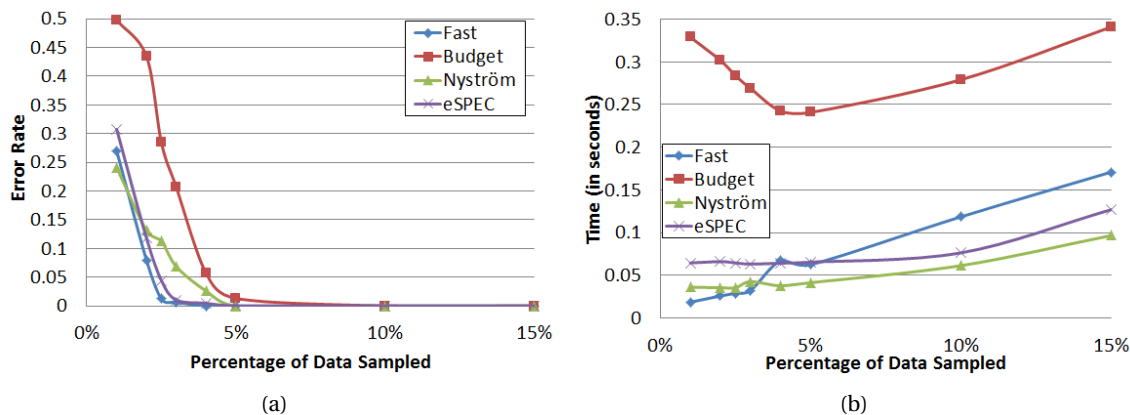 0.5
0.45
0.4
0.35
0.3
0.25
0.2
0.15
0.1
0.05
0
Error Rate
Fast
Budget
Nyström
eSPEC
0% 5% 10% 15%
Percentage of Data Sampled
(a)
0.35
0.3
0.25
0.2
0.15
0.1
0.05
0
Time (in seconds)
Fast
Budget
Nyström
eSPEC
0% 5% 10% 15%
Percentage of Data Sampled
(b)